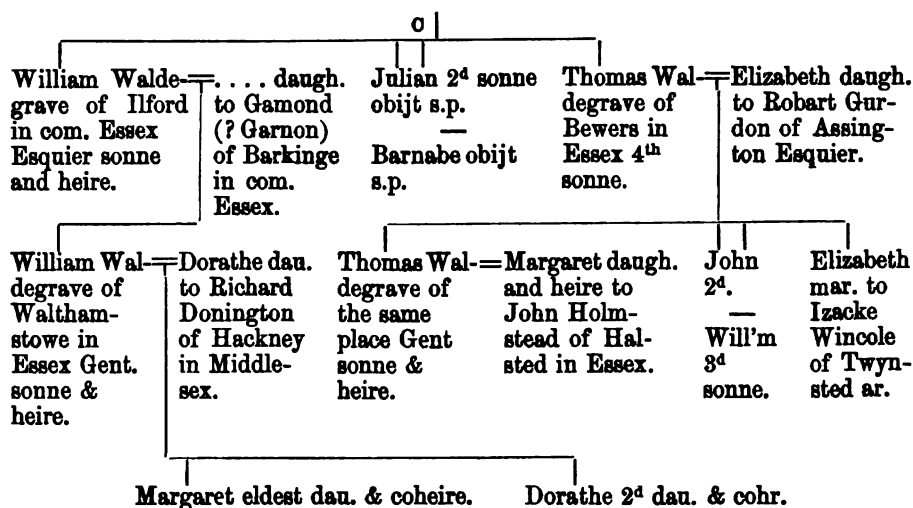 a
William Walde-
grave of Ilford
in com. Essex
Esquier sonne
and heire.
.... daugh.
to Gamond
(? Garnon)
of Barkinge
in com.
Essex.
Julian 2d sonne
obijt s.p.
—
Barnabe obijt
s.p.
Thomas Wal-
degrave of
Bewers in
Essex 4th
sonne.
Elizabeth daugh.
to Robart Gur-
don of Assing-
ton Esquier.
William Wal-
degrave of
Waltham-
stowe in
Essex Gent.
sonne &
heire.
Dorathe dau.
to Richard
Donington
of Hackney
in Middle-
sex.
Thomas Wal-
degrave of
the same
place Gent
sonne &
heire.
Margaret daugh.
and heire to
John Holm-
stead of Hal-
sted in Essex.
John
2d.
—
Will'm
3d
sonne.
Elizabeth
mar. to
Izacke
Wincole
of Twyn-
sted ar.
Margaret eldest dau. & coheire.
Dorathe 2d dau. & cohr.